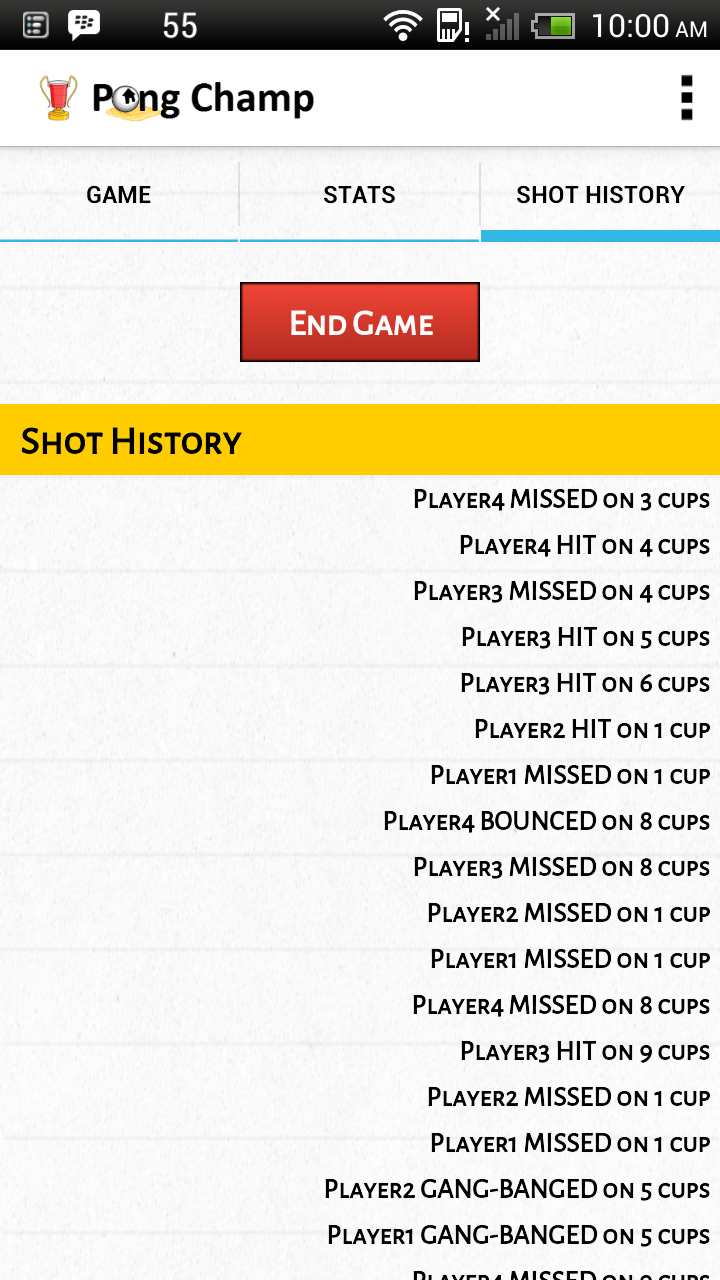 55 10:00 AM
Pong Champ
GAME STATS SHOT HISTORY
End Game
Shot History
Player4 MISSED on 3 cups
Player4 HIT on 4 cups
Player3 MISSED on 4 cups
Player3 HIT on 5 cups
Player3 HIT on 6 cups
Player2 HIT on 1 cup
Player1 MISSED on 1 cup
Player4 BOUNCED on 8 cups
Player3 MISSED on 8 cups
Player2 MISSED on 1 cup
Player1 MISSED on 1 cup
Player4 MISSED on 8 cups
Player3 HIT on 9 cups
Player2 MISSED on 1 cup
Player1 MISSED on 1 cup
Player2 GANG-BANGED on 5 cups
Player1 GANG-BANGED on 5 cups
Player4 MISSED on 9 cups